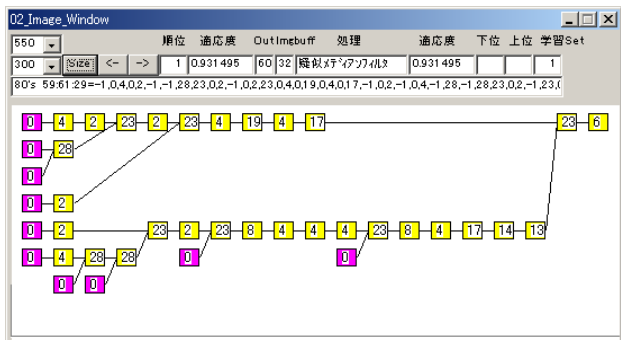 02_Image_Window
550 順位 適応度 OutImgbuff 処理 適応度 下位 上位 学習Set
300 Size <- -> 1 0.931495 60 32 疑似メディアンフィルタ 0.931495 1
80's 59:61:29=-1,0,4,0,2,-1,-1,28,23,0,2,-1,0,2,23,0,4,0,19,0,4,0,17,-1,0,2,-1,0,4,-1,28,-1,28,23,0,2,-1,23,(
0 4 2 23 2 23 4 19 4 17 23 6
0 28
0
0 2
0 2 23 2 23 8 4 4 4 23 8 4 17 14 13
0 4 28 28 0 0
0 0